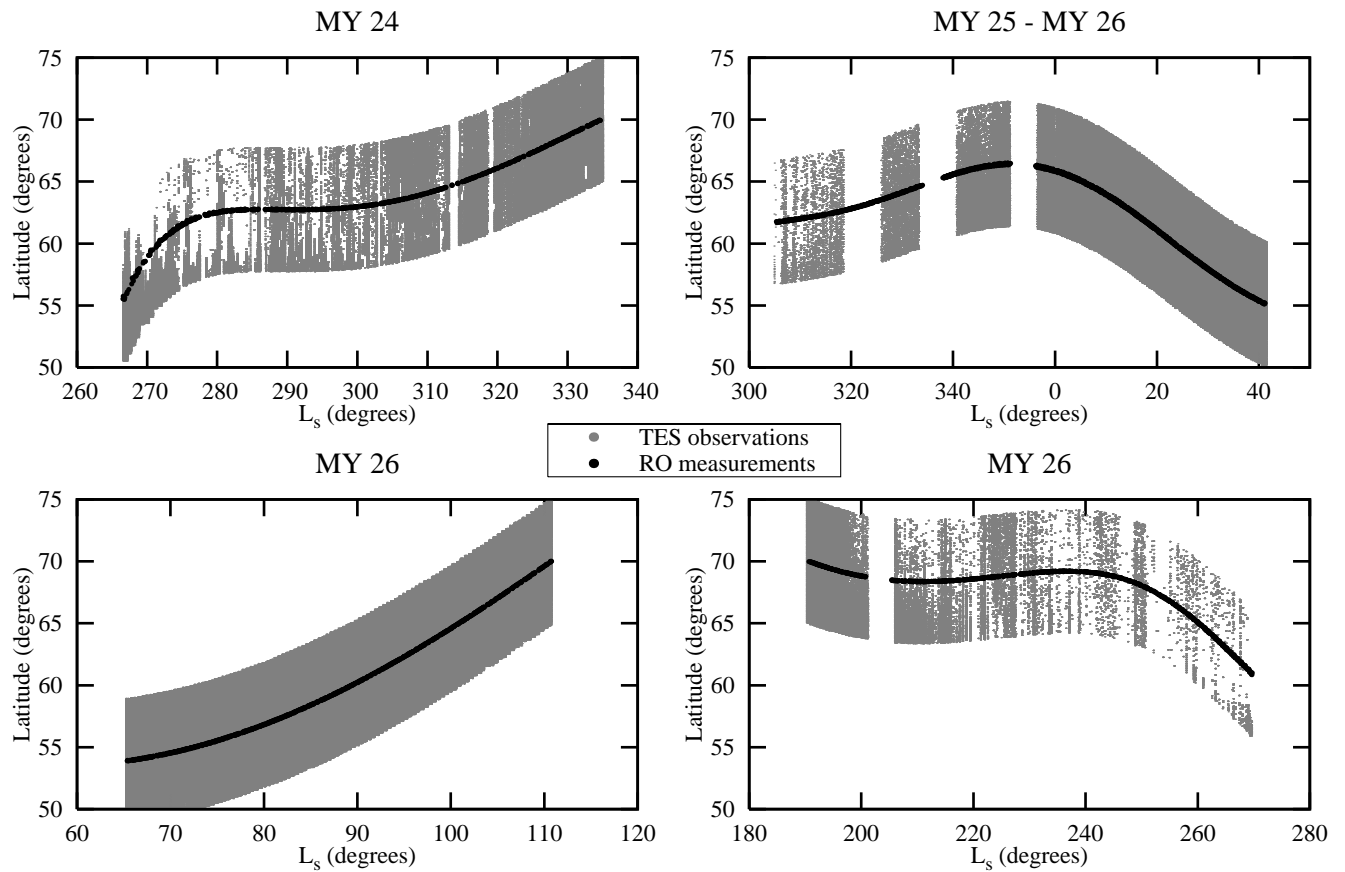 MY 24
75
70
65
60
55
50
Latitude (degrees)
260 270 280 290 300 310 320 330 340
Ls (degrees)
MY 25 - MY 26
75
70
65
60
55
50
Latitude (degrees)
300 320 340 0 20 40
Ls (degrees)
TES observations
RO measurements
MY 26
75
70
65
60
55
50
Latitude (degrees)
60 70 80 90 100 110 120
Ls (degrees)
MY 26
75
70
65
60
55
50
Latitude (degrees)
180 200 220 240 260 280
Ls (degrees)